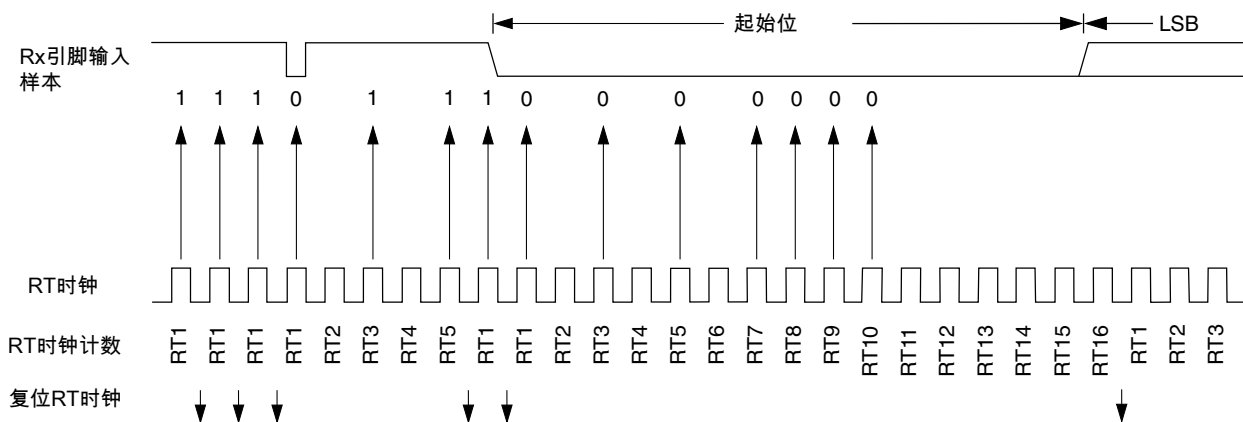 起始位
LSB
Rx引脚输入
样本
1 1 1 0 1 1 1 0 0 0 0 0 0 0
RT时钟
RT时钟计数
RT1 RT1 RT1 RT1 RT2 RT3 RT4 RT5 RT1 RT1 RT2 RT3 RT4 RT5 RT6 RT7 RT8 RT9 RT10 RT11 RT12 RT13 RT14 RT15 RT16 RT1 RT2 RT3
复位RT时钟